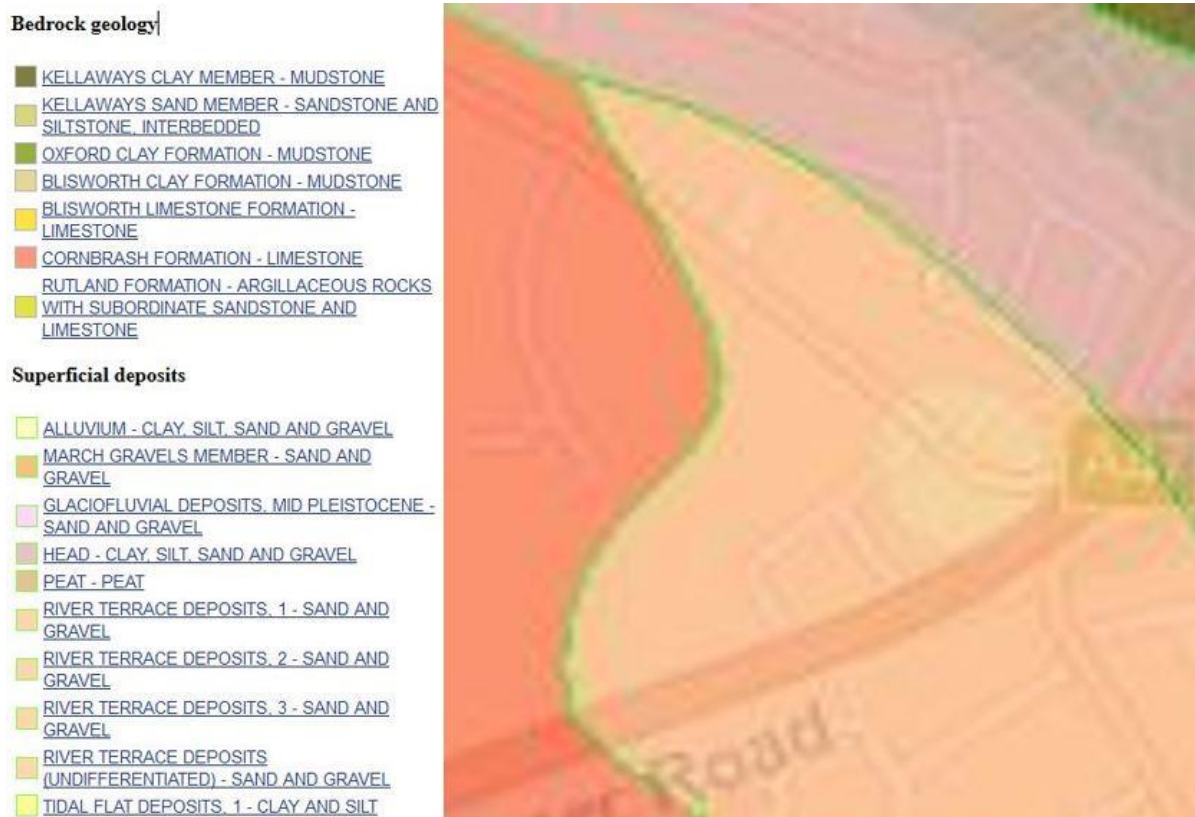 Bedrock geology
KELLAWAYS CLAY MEMBER - MUDSTONE
KELLAWAYS SAND MEMBER - SANDSTONE AND
SILTSTONE, INTERBEDDED
OXFORD CLAY FORMATION - MUDSTONE
BLISWORTH CLAY FORMATION - MUDSTONE
BLISWORTH LIMESTONE FORMATION -
LIMESTONE
CORNBRASH FORMATION - LIMESTONE
RUTLAND FORMATION - ARGILLACEOUS ROCKS
WITH SUBORDINATE SANDSTONE AND
LIMESTONE
Superficial deposits
ALLUVIUM - CLAY, SILT, SAND AND GRAVEL
MARCH GRAVELS MEMBER - SAND AND
GRAVEL
GLACIOFLUVIAL DEPOSITS, MID PLEISTOCENE -
SAND AND GRAVEL
HEAD - CLAY, SILT, SAND AND GRAVEL
PEAT - PEAT
RIVER TERRACE DEPOSITS, 1 - SAND AND
GRAVEL
RIVER TERRACE DEPOSITS, 2 - SAND AND
GRAVEL
RIVER TERRACE DEPOSITS, 3 - SAND AND
GRAVEL
RIVER TERRACE DEPOSITS
(UNDIFFERENTIATED) - SAND AND GRAVEL
TIDAL FLAT DEPOSITS, 1 - CLAY AND SILT
Road